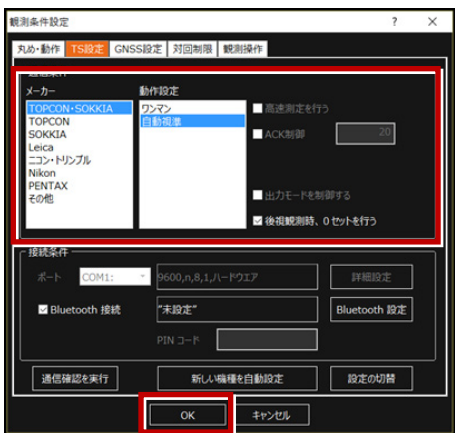 観測条件設定 ? ×
丸め・動作 TS設定 GNSS設定 対回制限 観測操作
通信条件
メーカー 動作設定
TOPCON・SOKKIA ワンマン 高速測定を行う
TOPCON 自動視準 ACK制御 20
SOKKIA
Leica
ニコン・トリンブル
Nikon
PENTAX 出力モードを制御する
その他 後視観測時、0セットを行う
接続条件
ポート COM1: 9600,n,8,1,ハードウエア 詳細設定
Bluetooth 接続 "未設定" Bluetooth 設定
PIN コード
通信確認を実行 新しい機種を自動設定 設定の切替
OK キャンセル